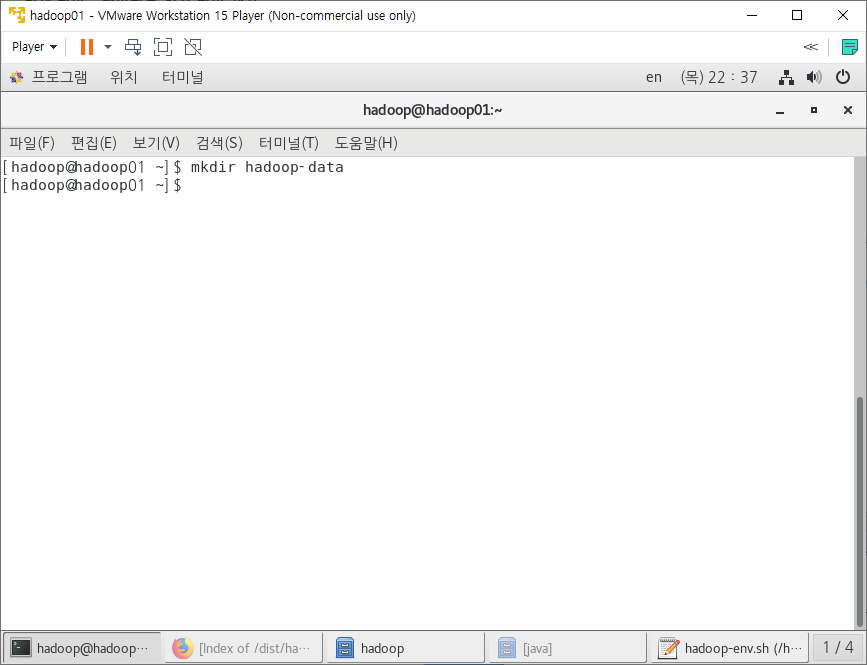 hadoop01 - VMware Workstation 15 Player (Non-commercial use only)
Player
프로그램 위치 터미널 en (목) 22 : 37
hadoop@hadoop01:~
파일(F) 편집(E) 보기(V) 검색(S) 터미널(T) 도움말(H)
[hadoop@hadoop01 ~]$ mkdir hadoop-data
[hadoop@hadoop01 ~]$
hadoop@hadoop··· [Index of /dist/ha··· hadoop [java] hadoop-env.sh (/h··· 1 / 4